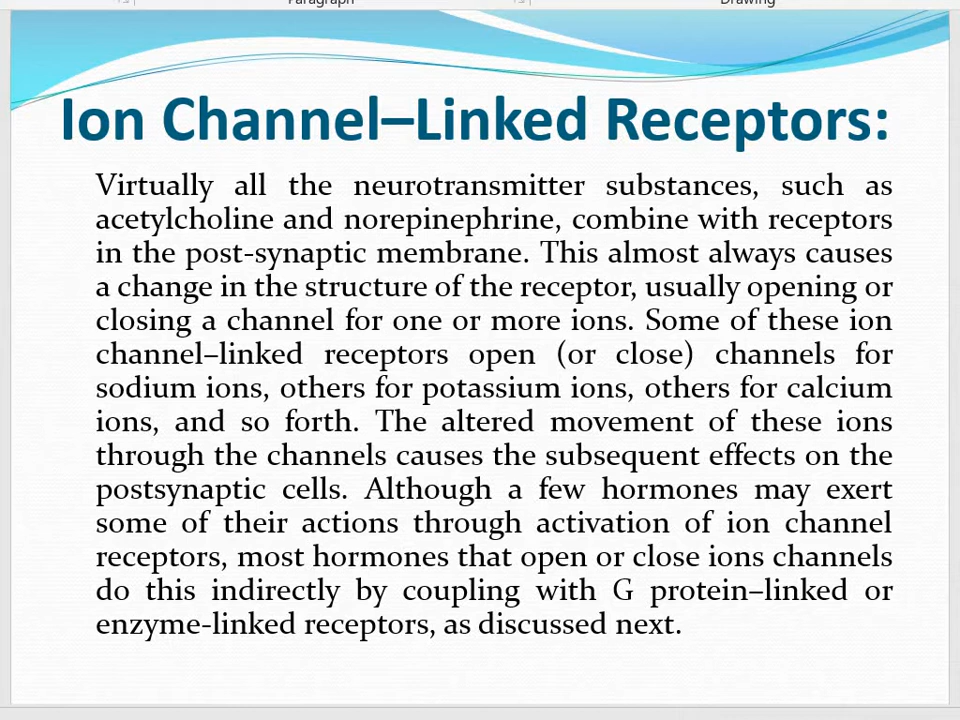 Paragraph
Drawing
Ion Channel–Linked Receptors:
Virtually all the neurotransmitter substances, such as
acetylcholine and norepinephrine, combine with receptors
in the post-synaptic membrane. This almost always causes
a change in the structure of the receptor, usually opening or
closing a channel for one or more ions. Some of these ion
channel–linked receptors open (or close) channels for
sodium ions, others for potassium ions, others for calcium
ions, and so forth. The altered movement of these ions
through the channels causes the subsequent effects on the
postsynaptic cells. Although a few hormones may exert
some of their actions through activation of ion channel
receptors, most hormones that open or close ions channels
do this indirectly by coupling with G protein–linked or
enzyme-linked receptors, as discussed next.